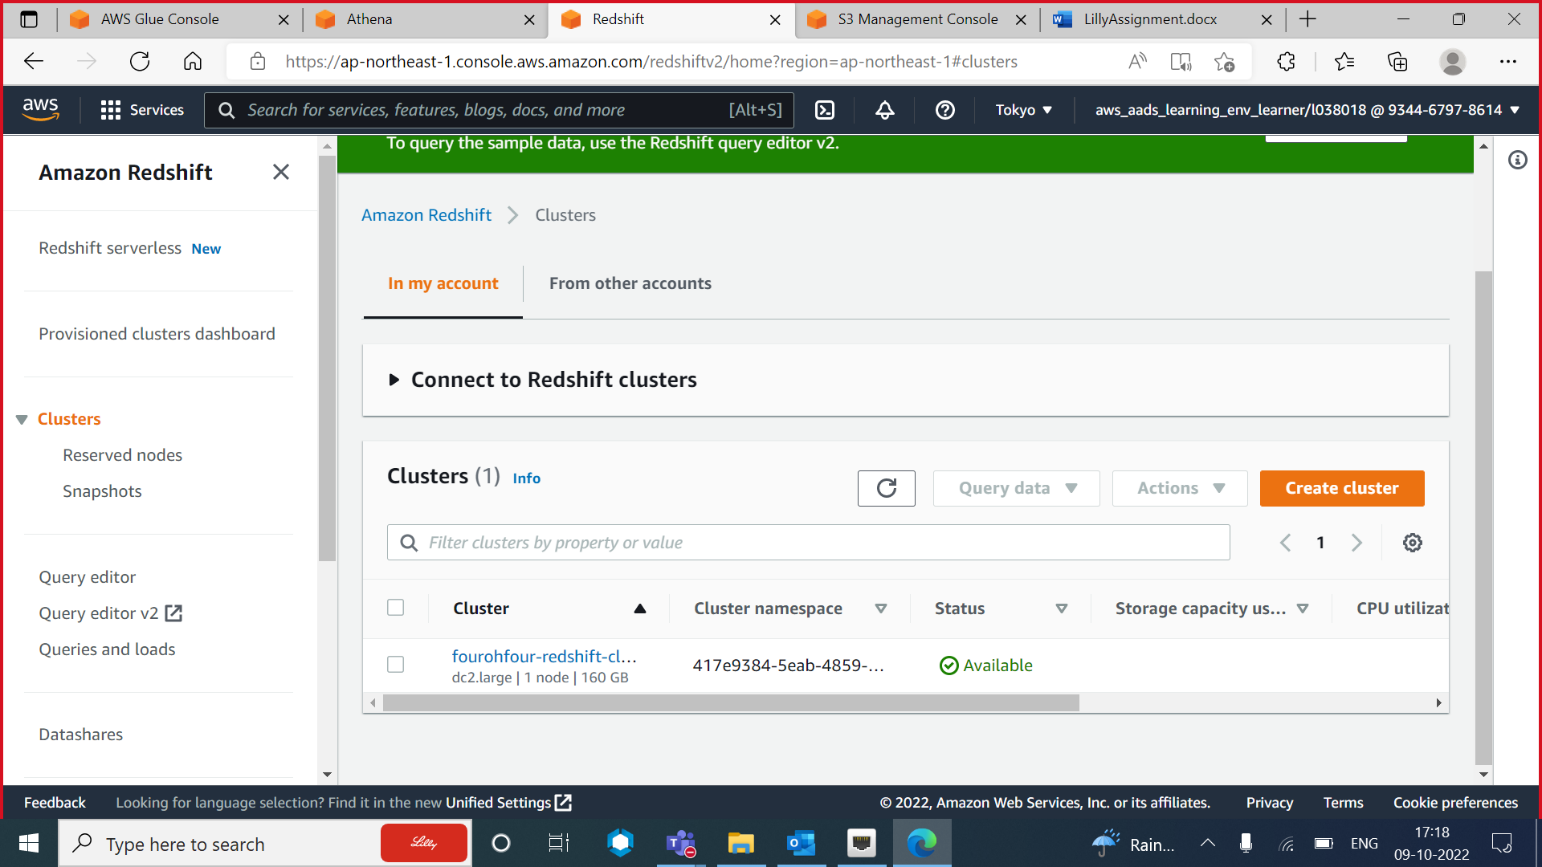 AWS Glue Console
Athena
Redshift
S3 Management Console
LillyAssignment.docx
https://ap-northeast-1.console.aws.amazon.com/redshiftv2/home?region=ap-northeast-1#clusters
aws
Services
Search for services, features, blogs, docs, and more
[Alt+S]
Tokyo
aws_aads_learning_env_learner/l038018 @ 9344-6797-8614
Amazon Redshift
Redshift serverless New
Provisioned clusters dashboard
Clusters
Reserved nodes
Snapshots
Query editor
Query editor v2
Queries and loads
Datashares
To query the sample data, use the Redshift query editor v2.
Amazon Redshift
Clusters
In my account
From other accounts
Connect to Redshift clusters
Clusters (1) Info
Query data
Actions
Create cluster
Filter clusters by property or value
1
Cluster
Cluster namespace
Status
Storage capacity us...
CPU utilizat
fourohfour-redshift-cl...
dc2.large | 1 node | 160 GB
417e9384-5eab-4859-...
Available
Feedback
Looking for language selection? Find it in the new Unified Settings
© 2022, Amazon Web Services, Inc. or its affiliates.
Privacy
Terms
Cookie preferences
Type here to search
Lilly
Rain...
ENG
17:18
09-10-2022